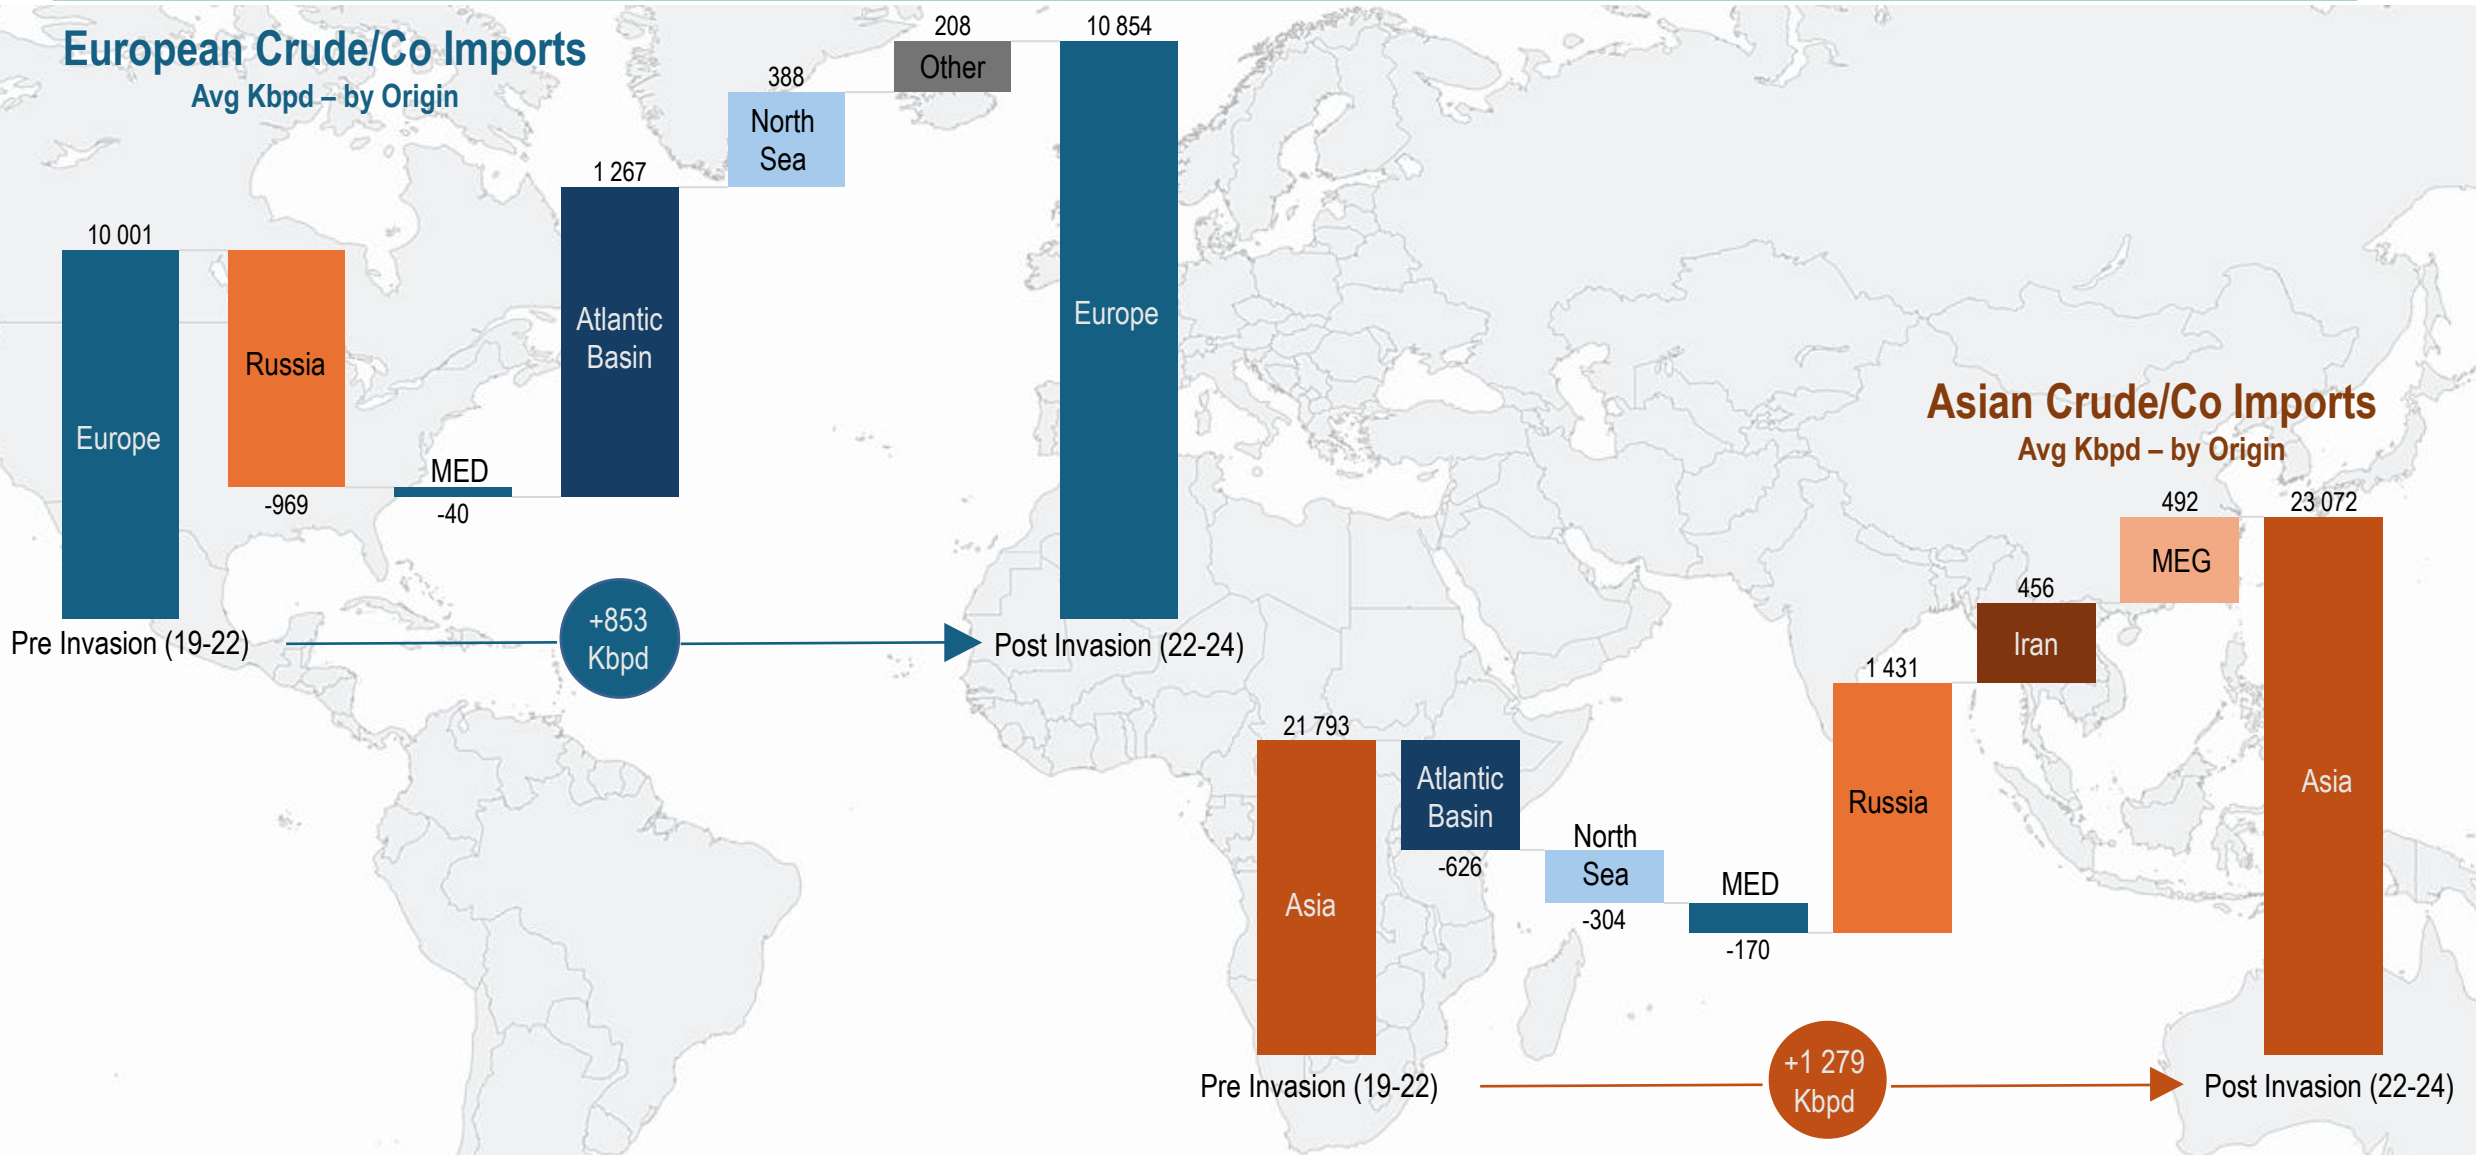 European Crude/Co Imports
Avg Kbpd – by Origin
10 001
Europe
Russia
-969
MED
-40
1 267
Atlantic
Basin
388
North
Sea
208
Other
10 854
Europe
Pre Invasion (19-22)
+853
Kbpd
Post Invasion (22-24)
Asian Crude/Co Imports
Avg Kbpd – by Origin
21 793
Asia
Atlantic
Basin
-626
North
Sea
-304
MED
-170
1 431
Russia
456
Iran
492
MEG
23 072
Asia
Pre Invasion (19-22)
+1 279
Kbpd
Post Invasion (22-24)